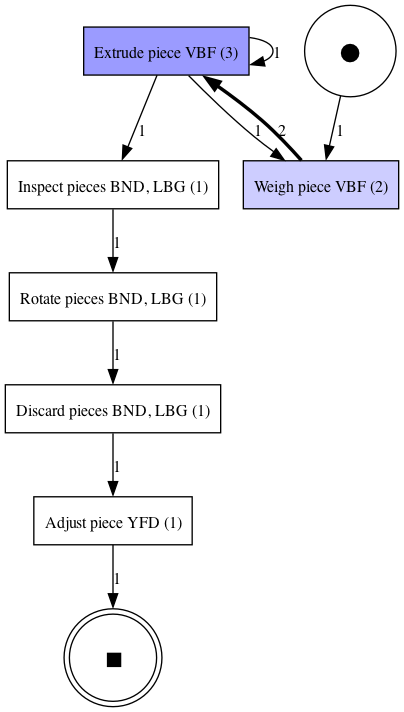 Extrude piece VBF (3)
1
1
1
2
1
Inspect pieces BND, LBG (1)
Weigh piece VBF (2)
1
Rotate pieces BND, LBG (1)
1
Discard pieces BND, LBG (1)
1
Adjust piece YFD (1)
1